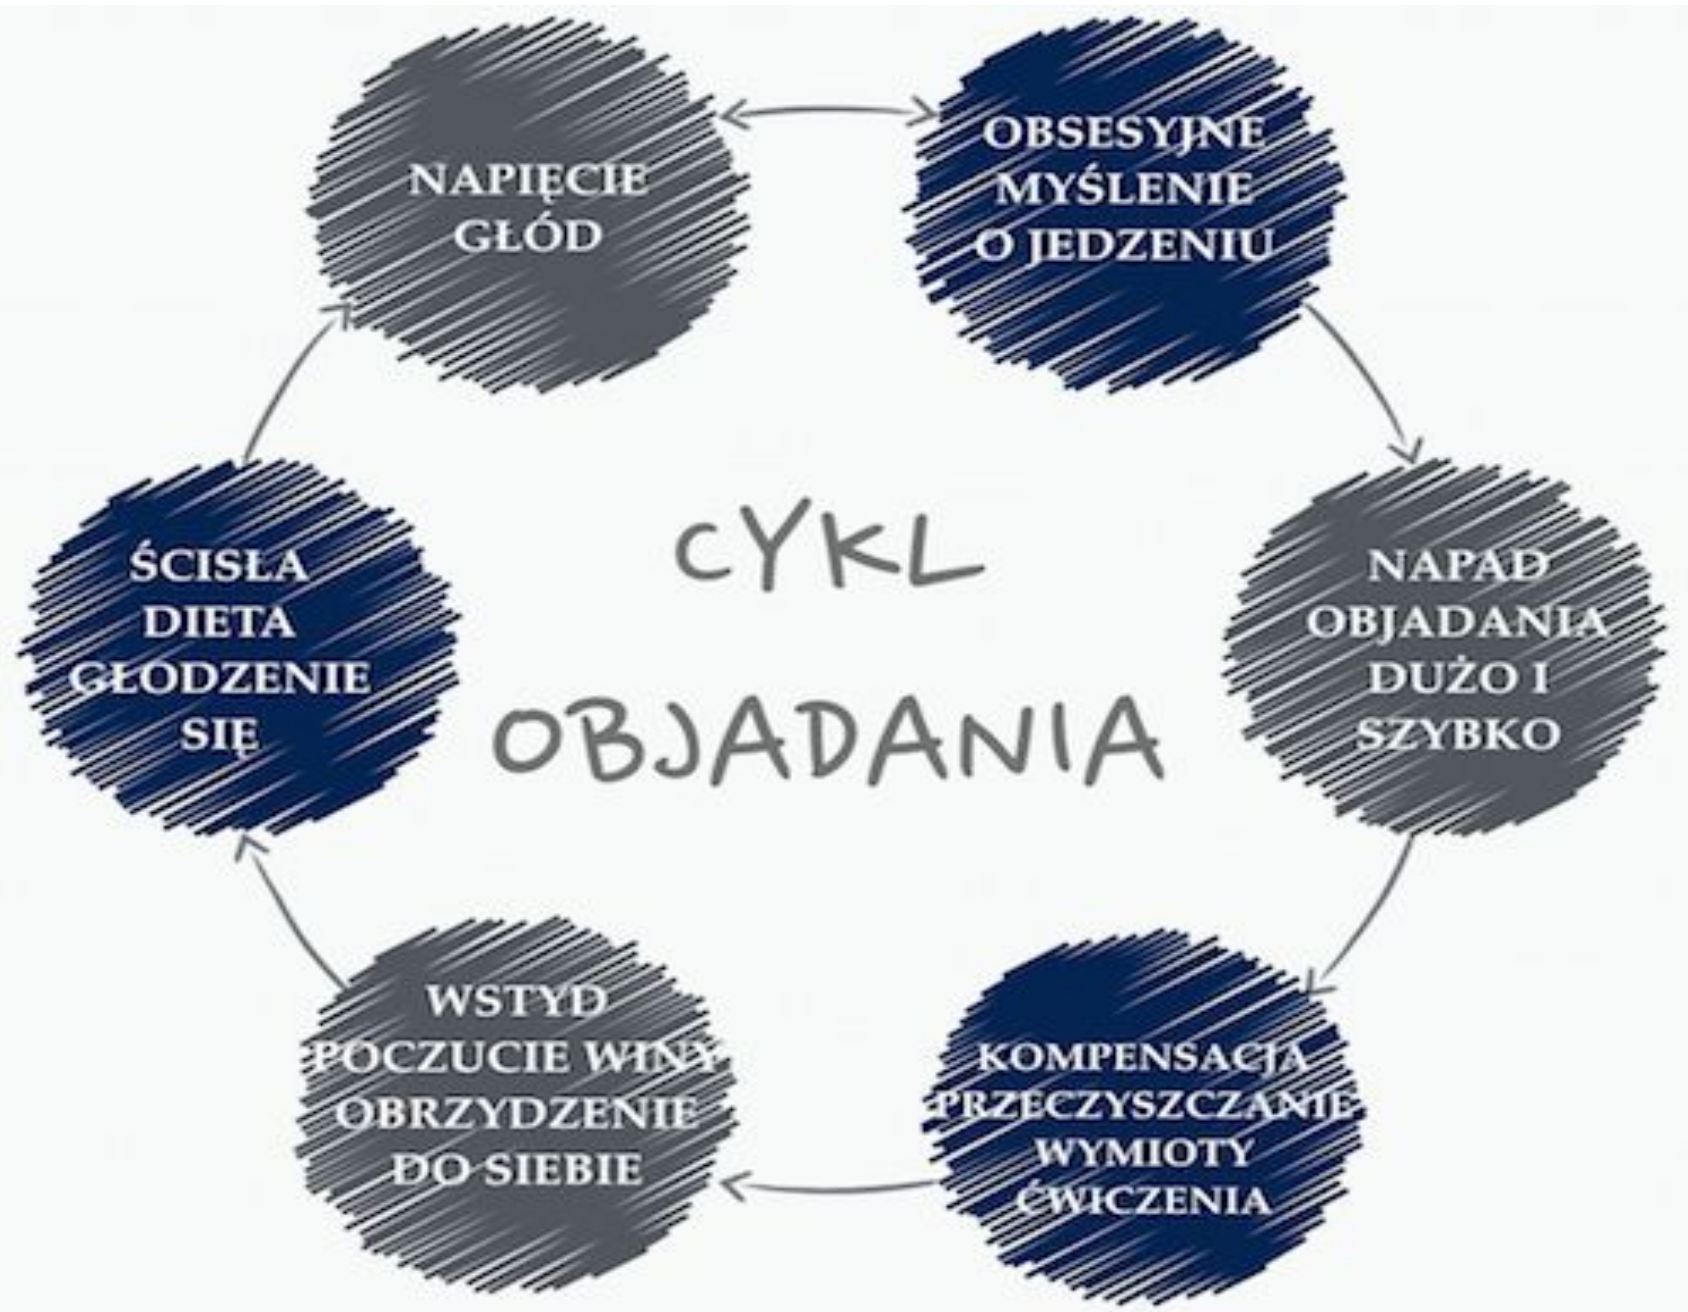 NAPIĘCIE
GŁÓD
OBSESYJNE
MYŚLENIE
O JEDZENIU
CYKL
OBJADANIA
ŚCISŁA
DIETA
GŁODZENIE
SIĘ
NAPAD
OBJADANIA
DUŻO I
SZYBKO
WSTYD
POCZUCIE WINY
OBRZYDZENIE
DO SIEBIE
KOMPENSACJA
PRZECZYSZCZANIE
WYMIOTY
ĆWICZENIA